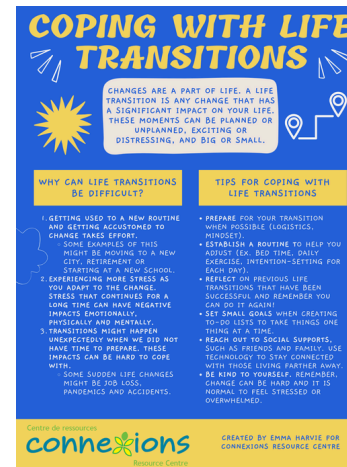 COPING WITH LIFE
TRANSITIONS
CHANGES ARE A PART OF LIFE. A LIFE
TRANSITION IS ANY CHANGE THAT HAS
A SIGNIFICANT IMPACT ON YOUR LIFE.
THESE MOMENTS CAN BE PLANNED OR
UNPLANNED, EXCITING OR
DISTRESSING, AND BIG OR SMALL.
WHY CAN LIFE TRANSITIONS
BE DIFFICULT?
1. GETTING USED TO A NEW ROUTINE
AND GETTING ACCUSTOMED TO
CHANGE TAKES EFFORT.
◦ SOME EXAMPLES OF THIS
MIGHT BE MOVING TO A NEW
CITY, RETIREMENT OR
STARTING AT A NEW SCHOOL.
2. EXPERIENCING MORE STRESS AS
YOU ADAPT TO THE CHANGE.
STRESS THAT CONTINUES FOR A
LONG TIME CAN HAVE NEGATIVE
IMPACTS EMOTIONALLY,
PHYSICALLY AND MENTALLY.
3. TRANSITIONS MIGHT HAPPEN
UNEXPECTEDLY WHEN WE DID NOT
HAVE TIME TO PREPARE. THESE
IMPACTS CAN BE HARD TO COPE
WITH.
◦ SOME SUDDEN LIFE CHANGES
MIGHT BE JOB LOSS,
PANDEMICS AND ACCIDENTS.
TIPS FOR COPING WITH
LIFE TRANSITIONS
• PREPARE FOR YOUR TRANSITION
WHEN POSSIBLE (LOGISTICS,
MINDSET).
• ESTABLISH A ROUTINE TO HELP YOU
ADJUST (EX. BED TIME, DAILY
EXERCISE, INTENTION-SETTING FOR
EACH DAY).
• REFLECT ON PREVIOUS LIFE
TRANSITIONS THAT HAVE BEEN
SUCCESSFUL AND REMEMBER YOU
CAN DO IT AGAIN!
• SET SMALL GOALS WHEN CREATING
TO-DO LISTS TO TAKE THINGS ONE
THING AT A TIME.
• REACH OUT TO SOCIAL SUPPORTS,
SUCH AS FRIENDS AND FAMILY. USE
TECHNOLOGY TO STAY CONNECTED
WITH THOSE LIVING FARTHER AWAY.
• BE KIND TO YOURSELF. REMEMBER,
CHANGE CAN BE HARD AND IT IS
NORMAL TO FEEL STRESSED OR
OVERWHELMED.
Centre de ressources
connexions
Resource Centre
CREATED BY EMMA HARVIE FOR
CONNEXIONS RESOURCE CENTRE